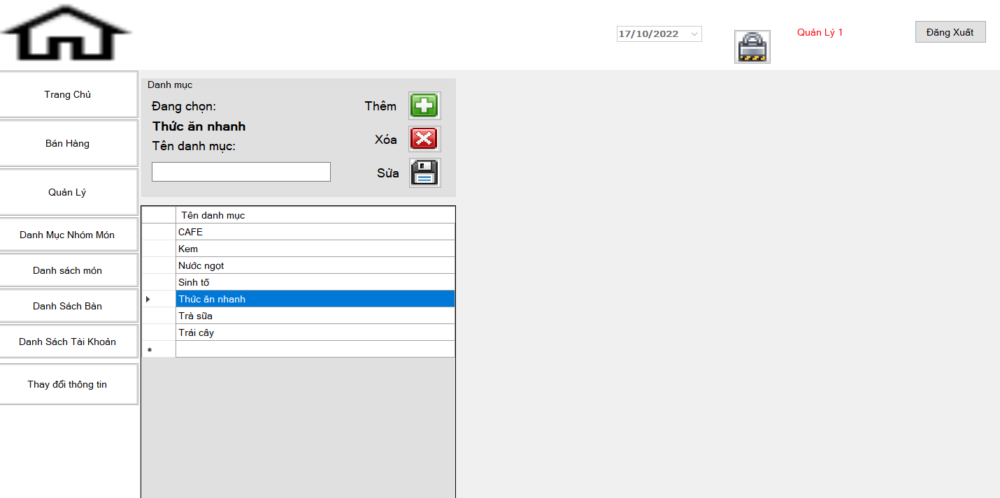 17/10/2022
Quản Lý 1
Đăng Xuất
Trang Chủ
Bán Hàng
Quản Lý
Danh Mục Nhóm Món
Danh sách món
Danh Sách Bàn
Danh Sách Tài Khoản
Thay đổi thông tin
Danh mục
Đang chọn:
Thức ăn nhanh
Tên danh mục:
Thêm
Xóa
Sửa
Tên danh mục
CAFE
Kem
Nước ngọt
Sinh tố
Thức ăn nhanh
Trà sữa
Trái cây